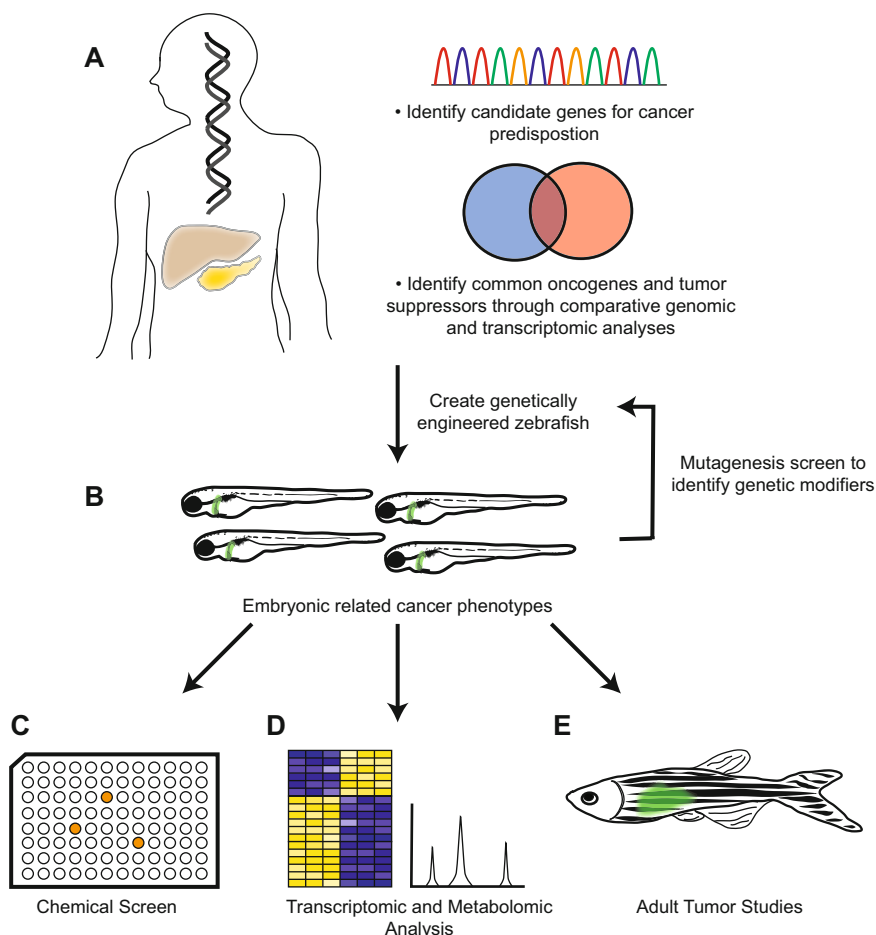 A
• Identify candidate genes for cancer
predispostion
• Identify common oncogenes and tumor
suppressors through comparative genomic
and transcriptomic analyses
Create genetically
engineered zebrafish
Mutagenesis screen to
identify genetic modifiers
B
Embryonic related cancer phenotypes
C
Chemical Screen
D
Transcriptomic and Metabolomic
Analysis
E
Adult Tumor Studies